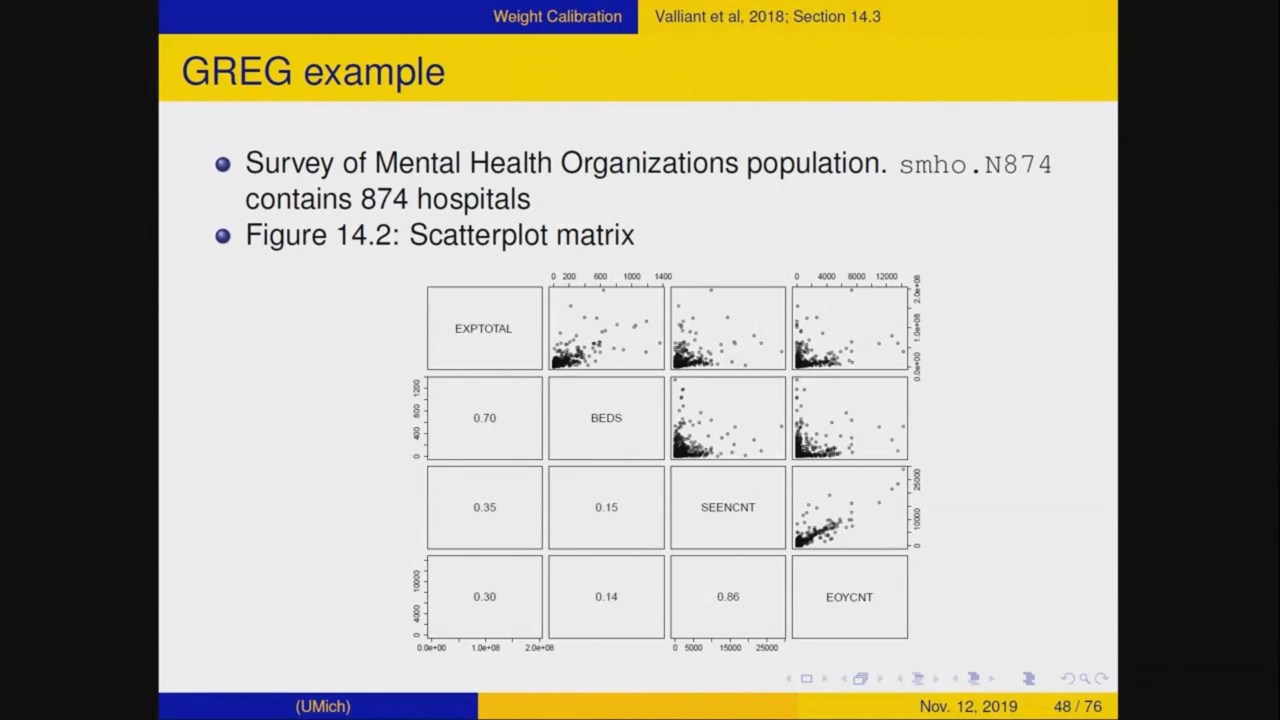 Weight Calibration Valliant et al, 2018; Section 14.3
GREG example
Survey of Mental Health Organizations population. smho.N874
contains 874 hospitals
Figure 14.2: Scatterplot matrix
0 200 600 1000 1400 0 4000 8000 12000
EXPTOTAL
0.0e+00 1.0e+08 2.0e+08
0 400 800 1200
0.70 BEDS
0.35 0.15 SEENCNT
0 10000 25000
0 4000 10000
0.30 0.14 0.86 EOYCNT
0.0e+00 1.0e+08 2.0e+08 0 5000 15000 25000
(UMich) Nov. 12, 2019 48 / 76